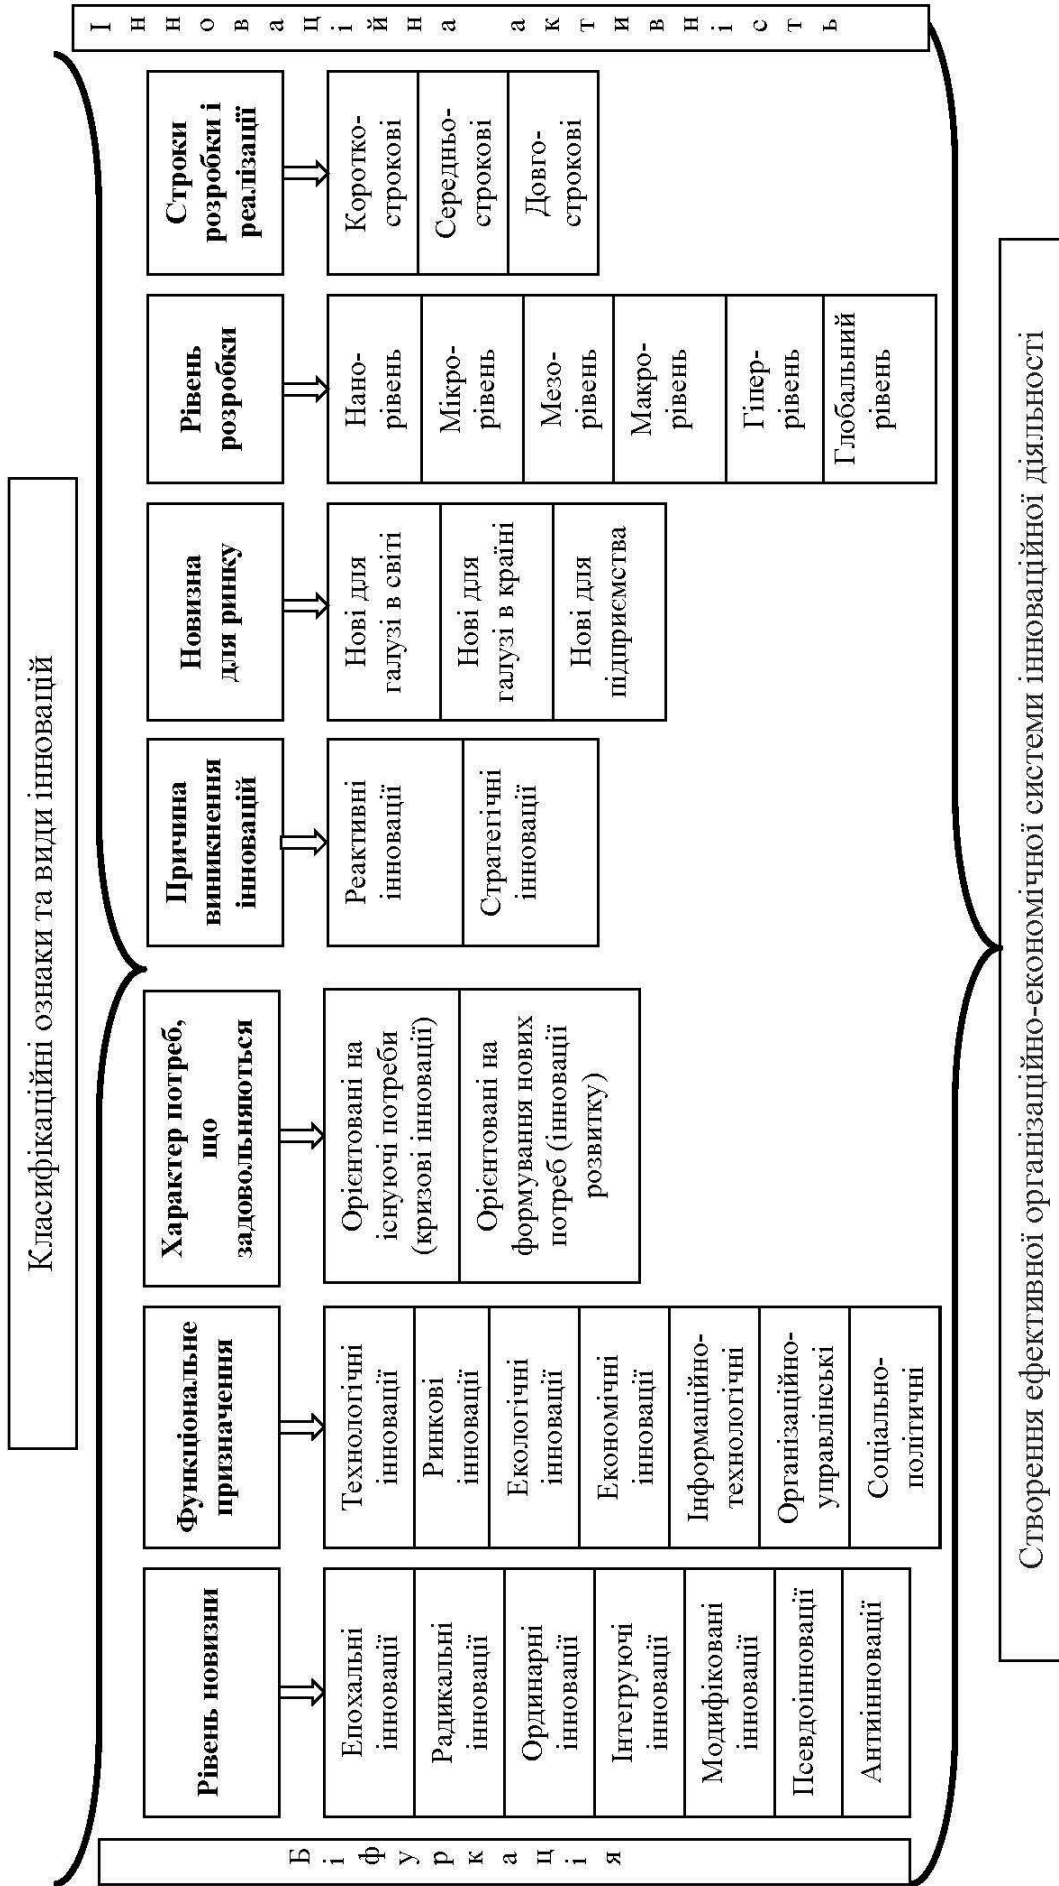 Класифікаційні ознаки та види інновацій
Біфуркація
Рівень новизни
Епохальні
інновації
Радикальні
інновації
Ординарні
інновації
Інтегруючі
інновації
Модифіковані
інновації
Псевдоінновації
Антиінновації
Функціональне
призначення
Технологічні
інновації
Ринкові
інновації
Екологічні
інновації
Економічні
інновації
Інформаційно-
технологічні
Організаційно-
управлінські
Соціально-
політичні
Характер потреб,
що
задовольняються
Орієнтовані на
існуючі потреби
(кризові інновації)
Орієнтовані на
формування нових
потреб (інновації
розвитку)
Причина
виникнення
інновацій
Реактивні
інновації
Стратегічні
інновації
Новизна
для ринку
Нові для
галузі в світі
Нові для
галузі в країні
Нові для
підприємства
Рівень
розробки
Нано-
рівень
Мікро-
рівень
Мезо-
рівень
Макро-
рівень
Гіпер-
рівень
Глобальний
рівень
Строки
розробки і
реалізації
Коротко-
строкові
Середньо-
строкові
Довго-
строкові
Інноваційна активність
Створення ефективної організаційно-економічної системи інноваційної діяльності